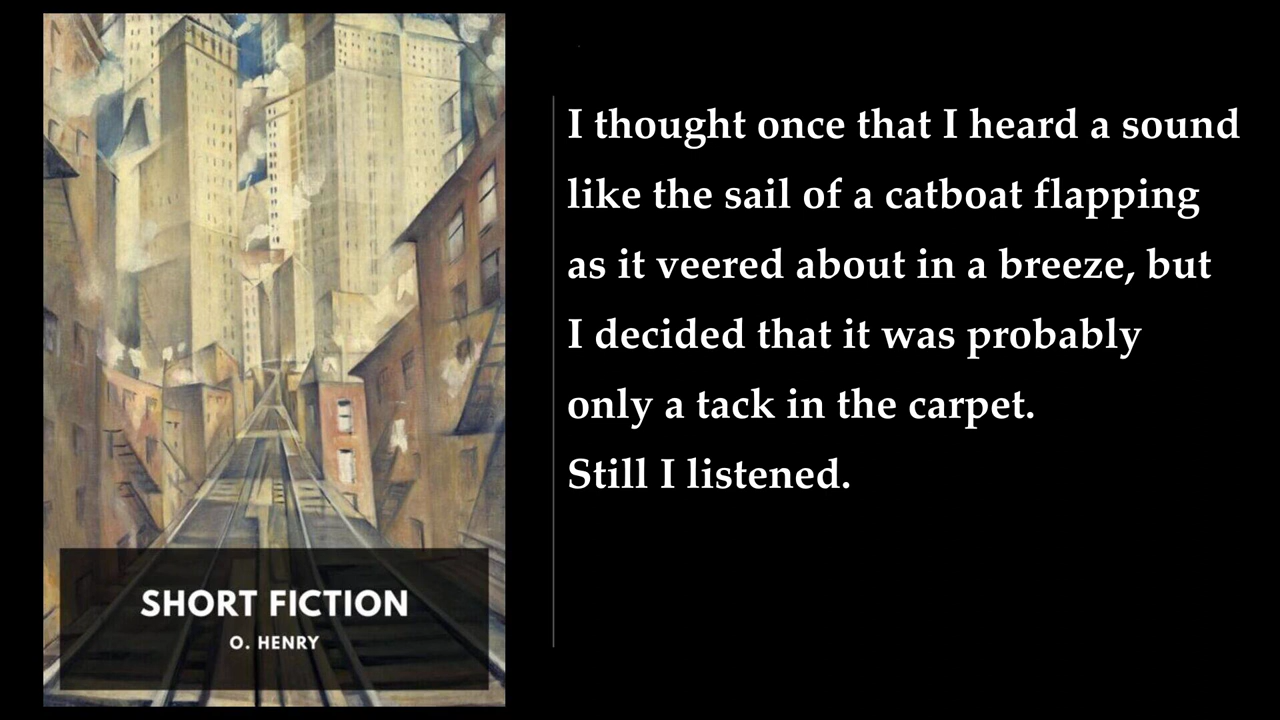 SHORT FICTION
O. HENRY
I thought once that I heard a sound
like the sail of a catboat flapping
as it veered about in a breeze, but
I decided that it was probably
only a tack in the carpet.
Still I listened.